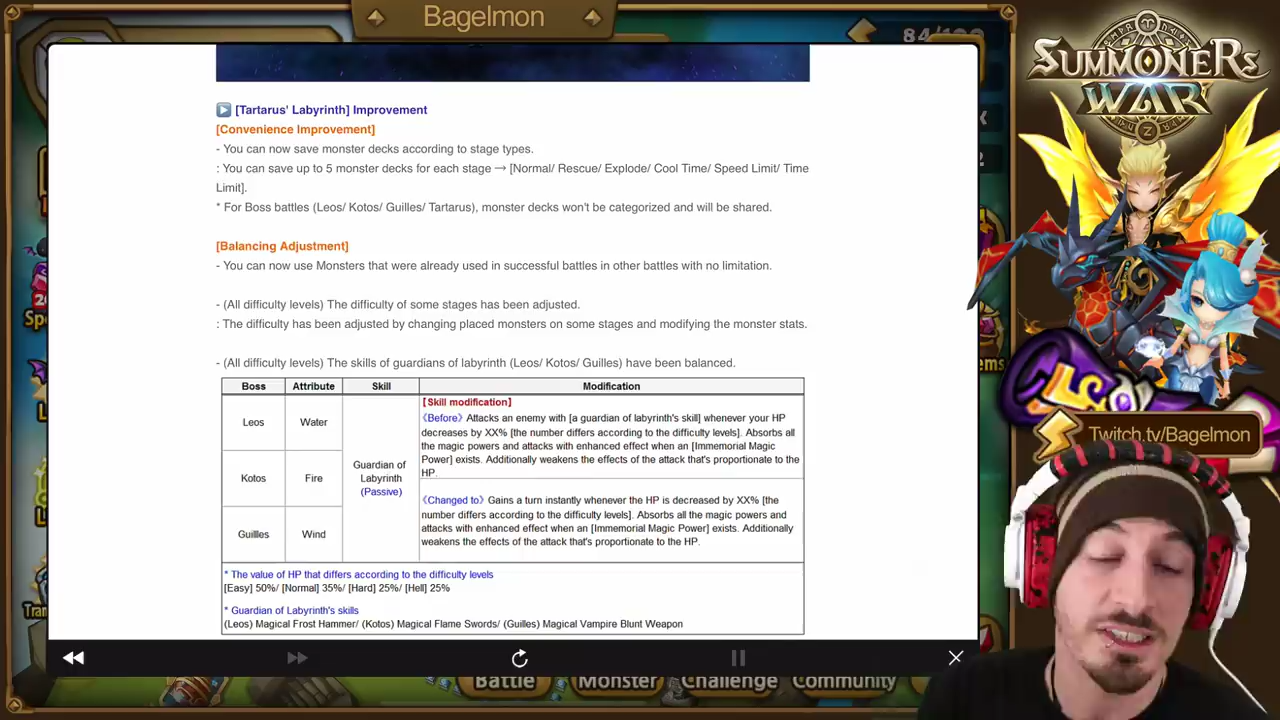 Bagelmon
84/100
SUMMONERS
WAR
[Tartarus' Labyrinth] Improvement
[Convenience Improvement]
- You can now save monster decks according to stage types.
: You can save up to 5 monster decks for each stage → [Normal/ Rescue/ Explode/ Cool Time/ Speed Limit/ Time
Limit].
* For Boss battles (Leos/ Kotos/ Guilles/ Tartarus), monster decks won't be categorized and will be shared.
[Balancing Adjustment]
- You can now use Monsters that were already used in successful battles in other battles with no limitation.
- (All difficulty levels) The difficulty of some stages has been adjusted.
: The difficulty has been adjusted by changing placed monsters on some stages and modifying the monster stats.
- (All difficulty levels) The skills of guardians of labyrinth (Leos/ Kotos/ Guilles) have been balanced.
Boss Attribute Skill Modification
Leos Water
Kotos Fire
Guillles Wind
Guardian of
Labyrinth
(Passive)
【Skill modification】
《Before》 Attacks an enemy with [a guardian of labyrinth's skill] whenever your HP
decreases by XX% [the number differs according to the difficulty levels]. Absorbs all
the magic powers and attacks with enhanced effect when an [Immemorial Magic
Power] exists. Additionally weakens the effects of the attack that's proportionate to the
HP.
《Changed to》 Gains a turn instantly whenever the HP is decreased by XX% [the
number differs according to the difficulty levels]. Absorbs all the magic powers and
attacks with enhanced effect when an [Immemorial Magic Power] exists. Additionally
weakens the effects of the attack that's proportionate to the HP.
* The value of HP that differs according to the difficulty levels
[Easy] 50%/ [Normal] 35%/ [Hard] 25%/ [Hell] 25%
* Guardian of Labyrinth's skills
(Leos) Magical Frost Hammer/ (Kotos) Magical Flame Swords/ (Guilles) Magical Vampire Blunt Weapon
Twitch.tv/Bagelmon
Battle Monster Challenge Community